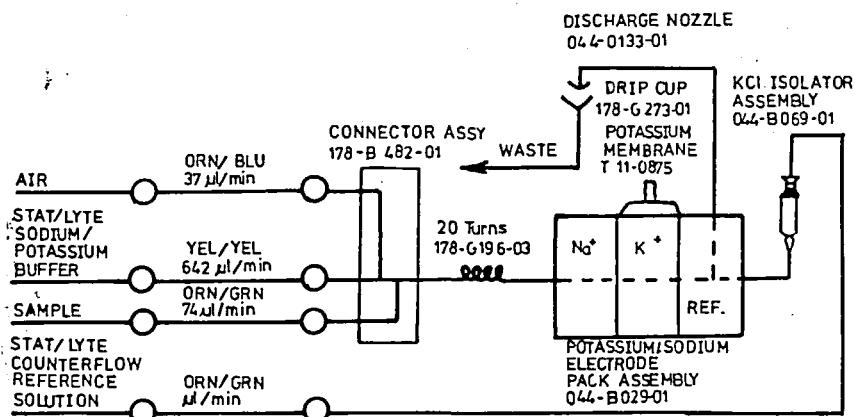 DISCHARGE NOZZLE
044-0133-01
DRIP CUP
178-G273-01
KCl ISOLATOR
ASSEMBLY
044-B069-01
CONNECTOR ASSY
178-B 482-01
WASTE
POTASSIUM
MEMBRANE
T 11-0875
AIR
ORN/BLU
37 µl/min
STAT/LYTE
SODIUM/
POTASSIUM
BUFFER
YEL/YEL
642 µl/min
SAMPLE
ORN/GRN
74 µl/min
STAT/LYTE
COUNTERFLOW
REFERENCE
SOLUTION
ORN/GRN
µl/min
20 Turns
178-G196-03
Na+
K+
REF.
POTASSIUM/SODIUM
ELECTRODE
PACK ASSEMBLY
044-B029-01